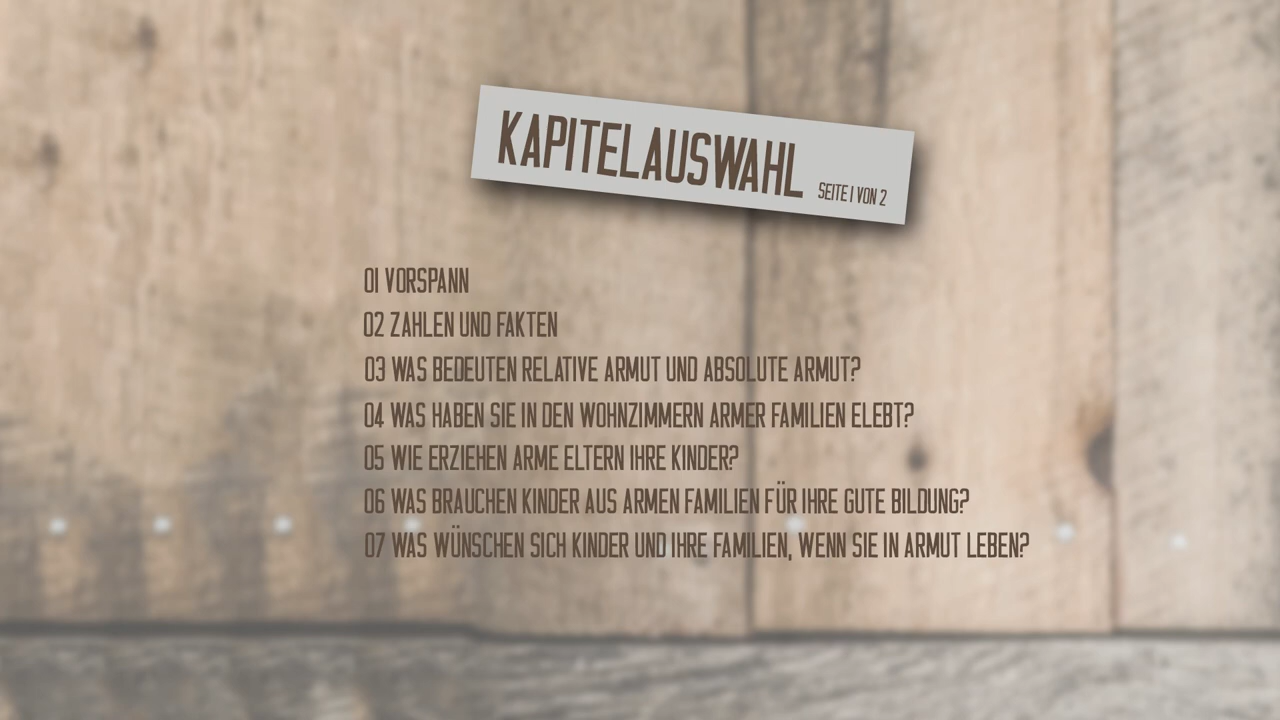 KAPITELAUSWAHL SEITE 1 VON 2
01 VORSPANN
02 ZAHLEN UND FAKTEN
03 WAS BEDEUTEN RELATIVE ARMUT UND ABSOLUTE ARMUT?
04 WAS HABEN SIE IN DEN WOHNZIMMERN ARMER FAMILIEN ELEBT?
05 WIE ERZIEHEN ARME ELTERN IHRE KINDER?
06 WAS BRAUCHEN KINDER AUS ARMEN FAMILIEN FÜR IHRE GUTE BILDUNG?
07 WAS WÜNSCHEN SICH KINDER UND IHRE FAMILIEN, WENN SIE IN ARMUT LEBEN?